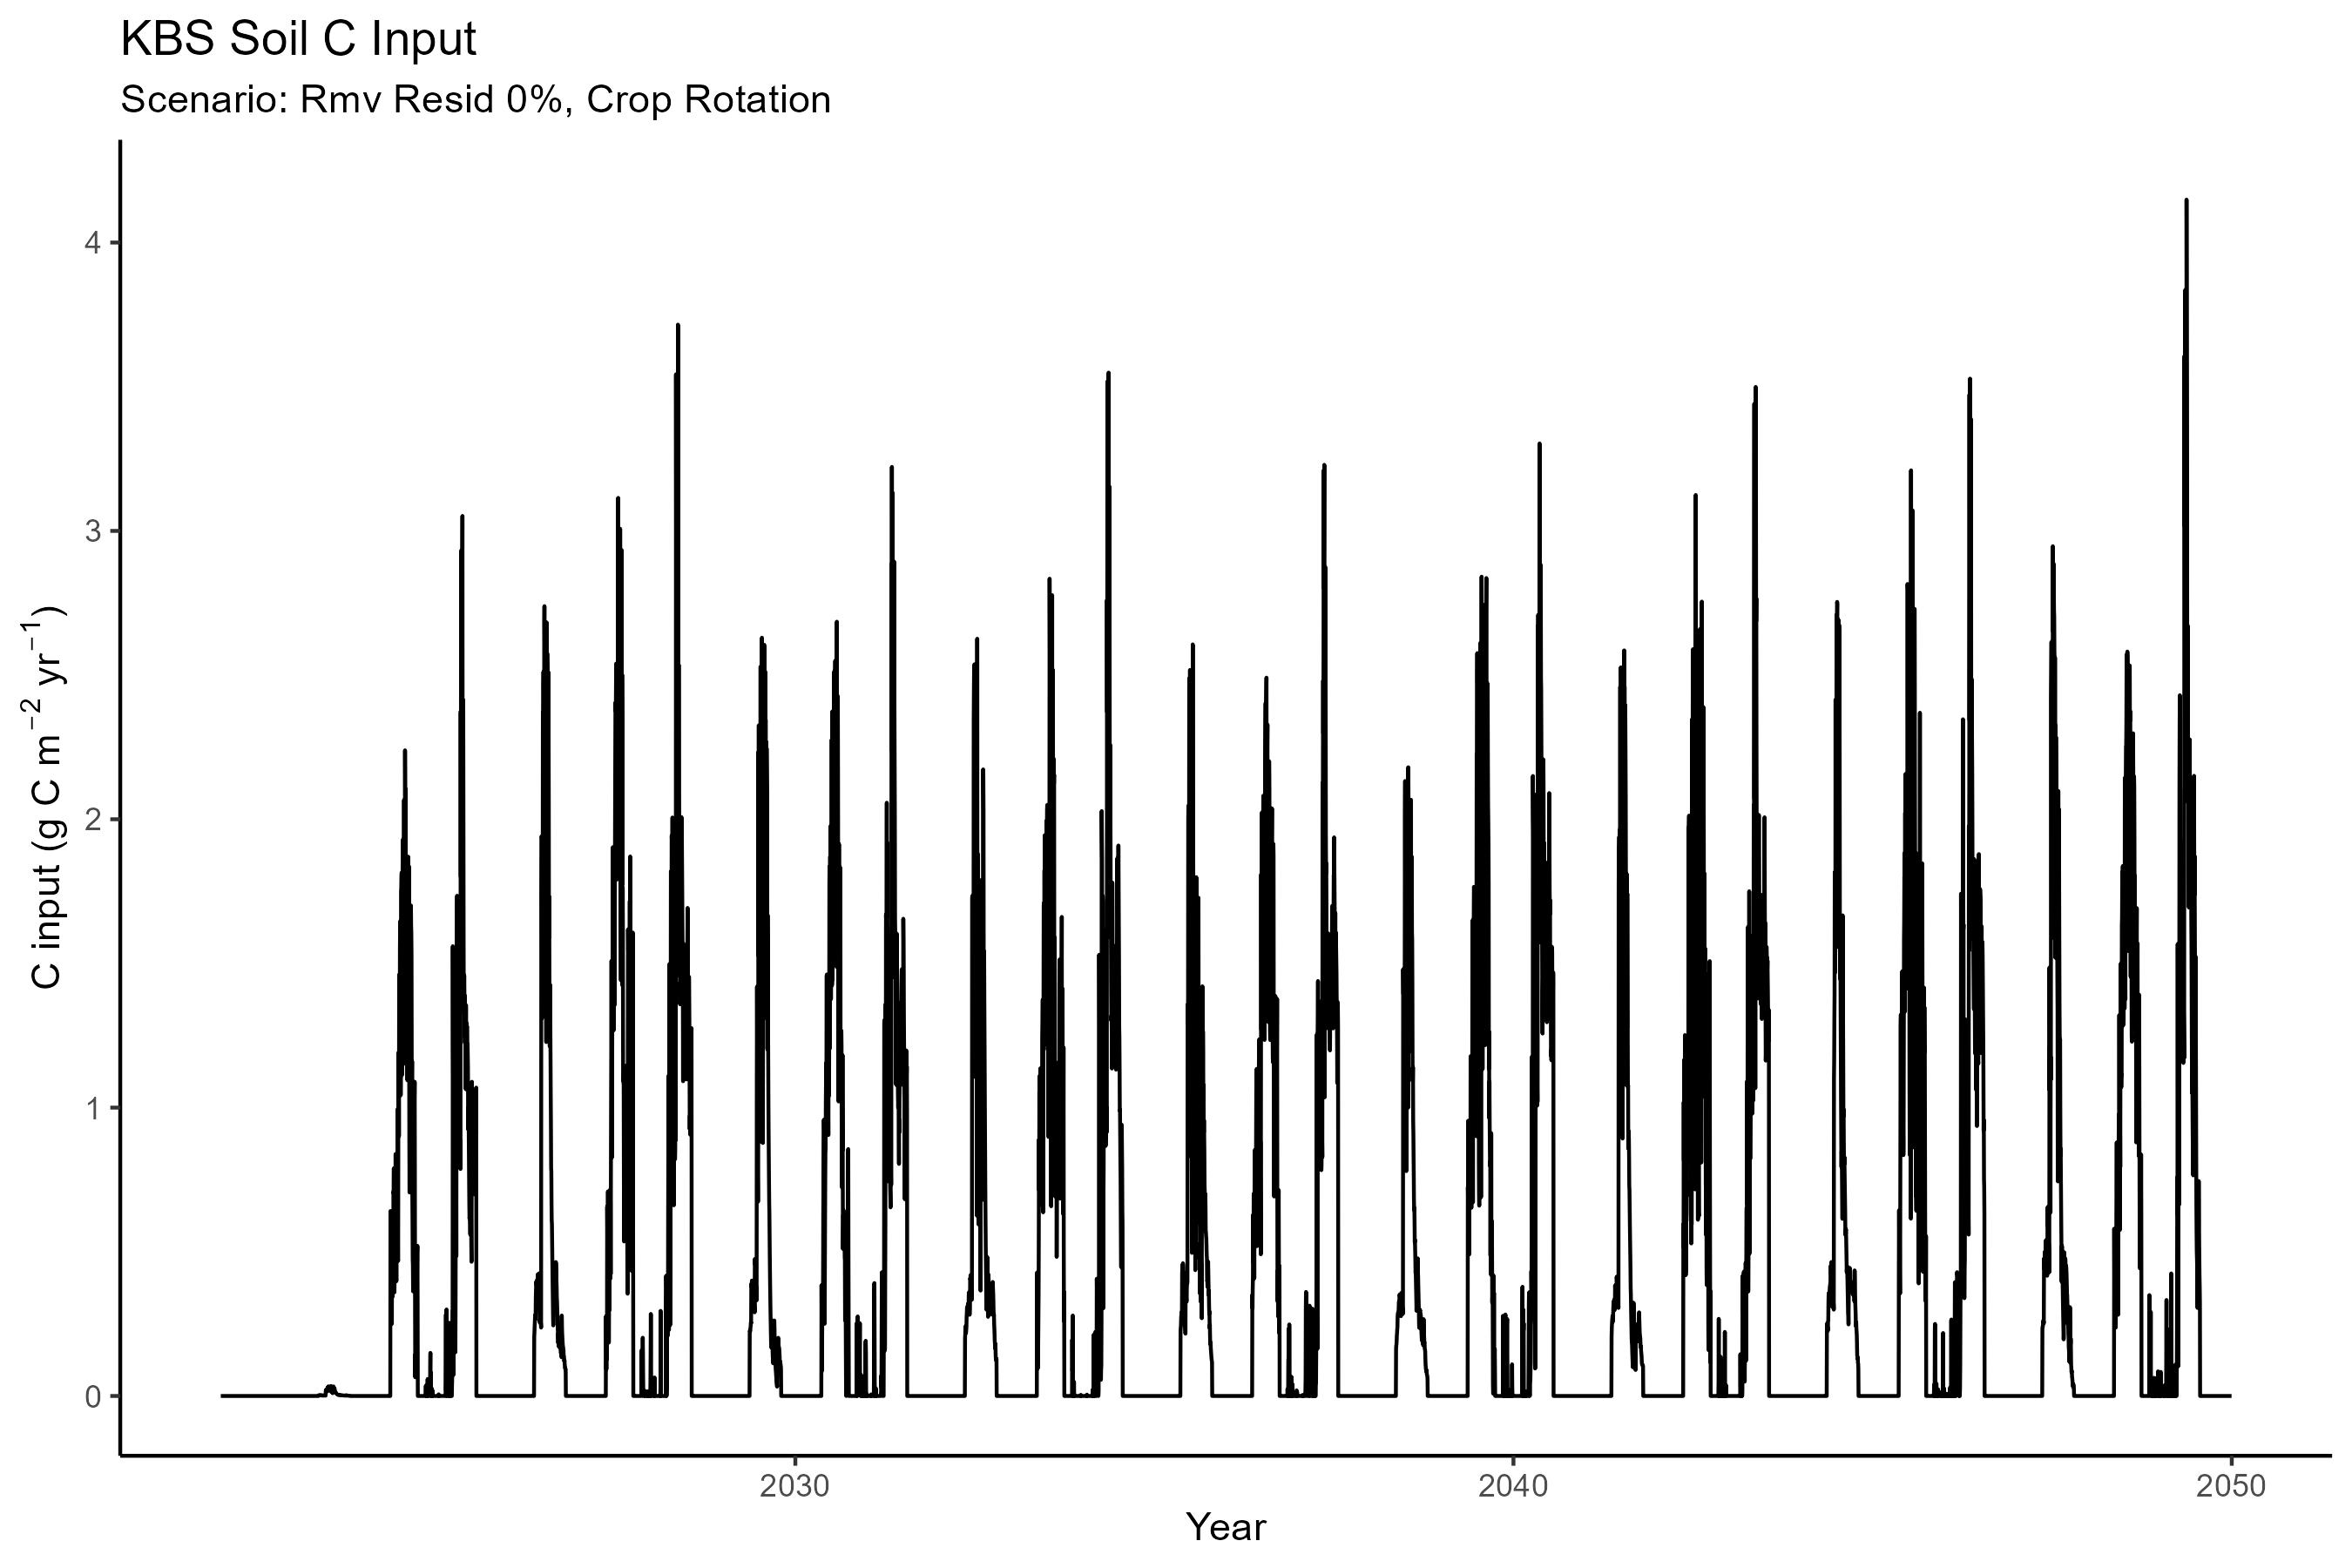 KBS Soil C Input
Scenario: Rmv Resid 0%, Crop Rotation
C input (g C m⁻² yr⁻¹)
4
3
2
1
0
2030
2040
2050
Year